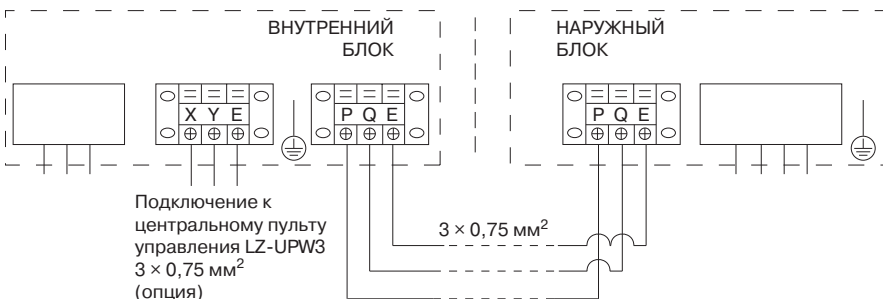 ВНУТРЕННИЙ
БЛОК
НАРУЖНЫЙ
БЛОК
X Y E
P Q E
P Q E
Подключение к
центральному пульту
управления LZ-UPW3
3 × 0,75 мм²
(опция)
3 × 0,75 мм²